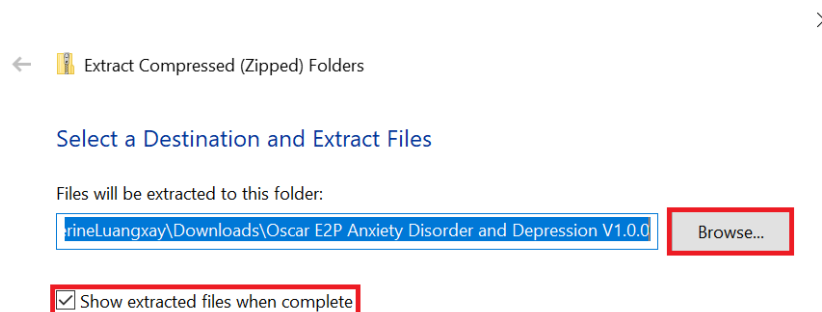 Extract Compressed (Zipped) Folders
Select a Destination and Extract Files
Files will be extracted to this folder:
erineLuangxay\Downloads\Oscar E2P Anxiety Disorder and Depression V1.0.0
Browse...
Show extracted files when complete